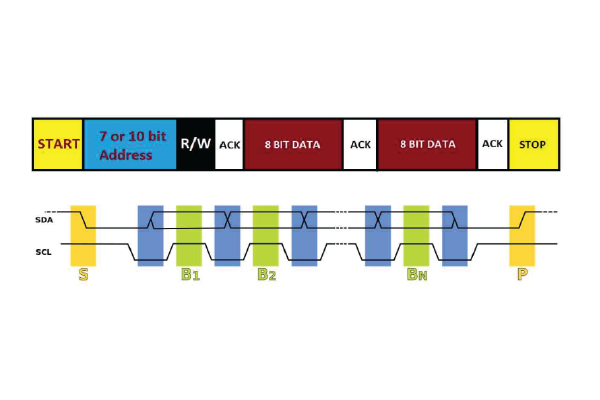 START
7 or 10 bit
Address
R/W
ACK
8 BIT DATA
ACK
8 BIT DATA
ACK
STOP
SDA
SCL
S
B1
B2
BN
P